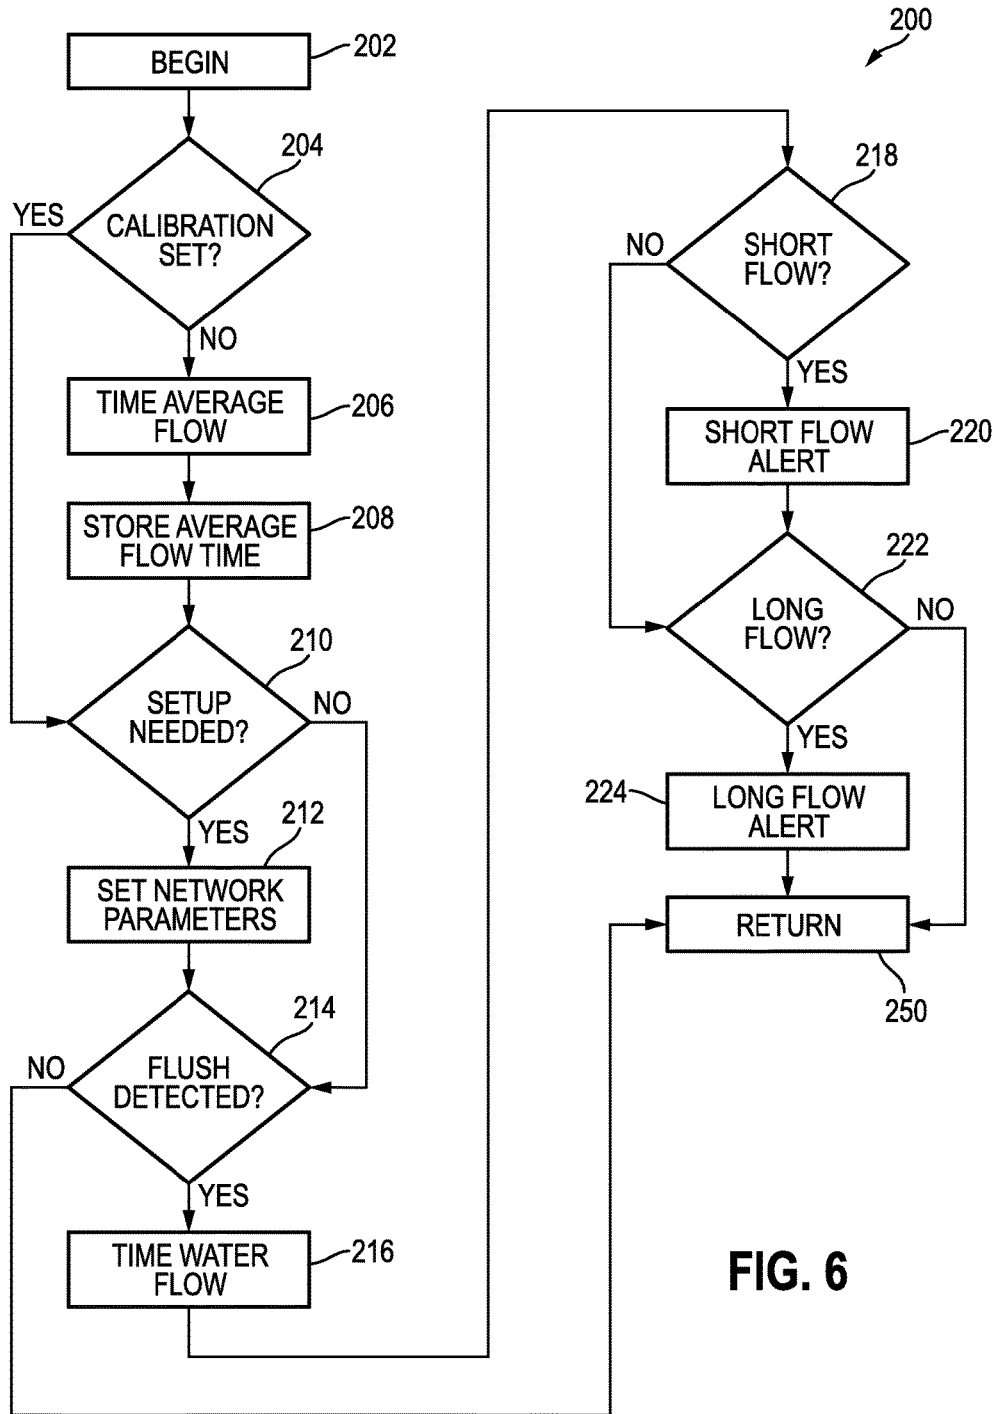 200
BEGIN
202
204
CALIBRATION
SET?
YES
NO
TIME AVERAGE
FLOW
206
STORE AVERAGE
FLOW TIME
208
210
SETUP
NEEDED?
NO
YES
212
SET NETWORK
PARAMETERS
214
FLUSH
DETECTED?
NO
YES
TIME WATER
FLOW
216
218
SHORT
FLOW?
NO
YES
SHORT FLOW
ALERT
220
222
LONG
FLOW?
NO
YES
224
LONG FLOW
ALERT
RETURN
250
FIG. 6